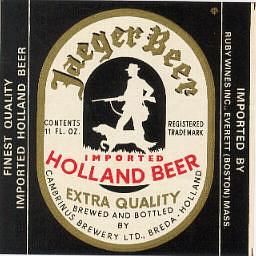 Jaeger Beer
CONTENTS
11 FL. OZ.
REGISTERED
TRADEMARK
IMPORTED
HOLLAND BEER
EXTRA QUALITY
BREWED AND BOTTLED
BY
CAMBRINUS BREWERY LTD., BREDA-HOLLAND
FINEST QUALITY
IMPORTED HOLLAND BEER
IMPORTED BY
RUBY WINES INC., EVERETT (BOSTON) MASS